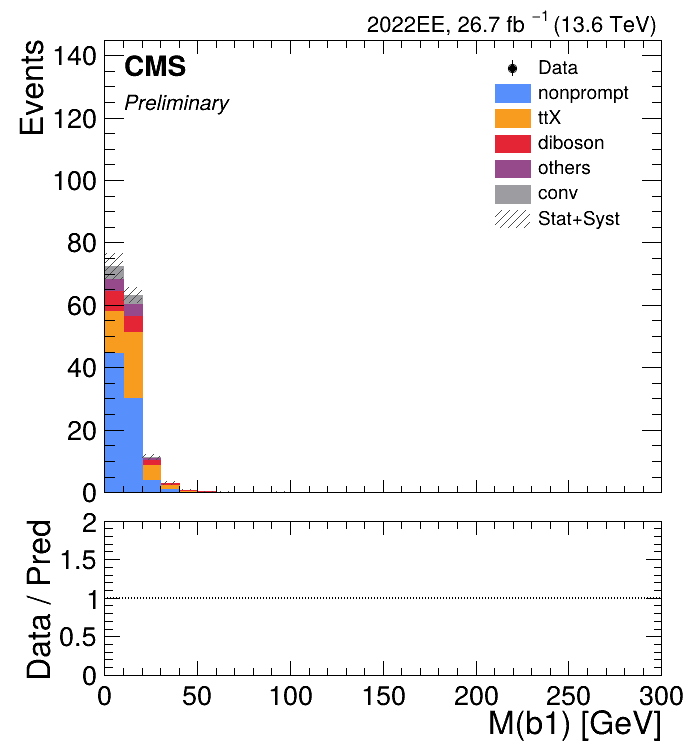 2022EE, 26.7 fb⁻¹ (13.6 TeV)
CMS
Preliminary
Events
140
120
100
80
60
40
20
0
Data
nonprompt
ttX
diboson
others
conv
Stat+Syst
Data / Pred
2
1.5
1
0.5
0
0 50 100 150 200 250 300
M(b1) [GeV]